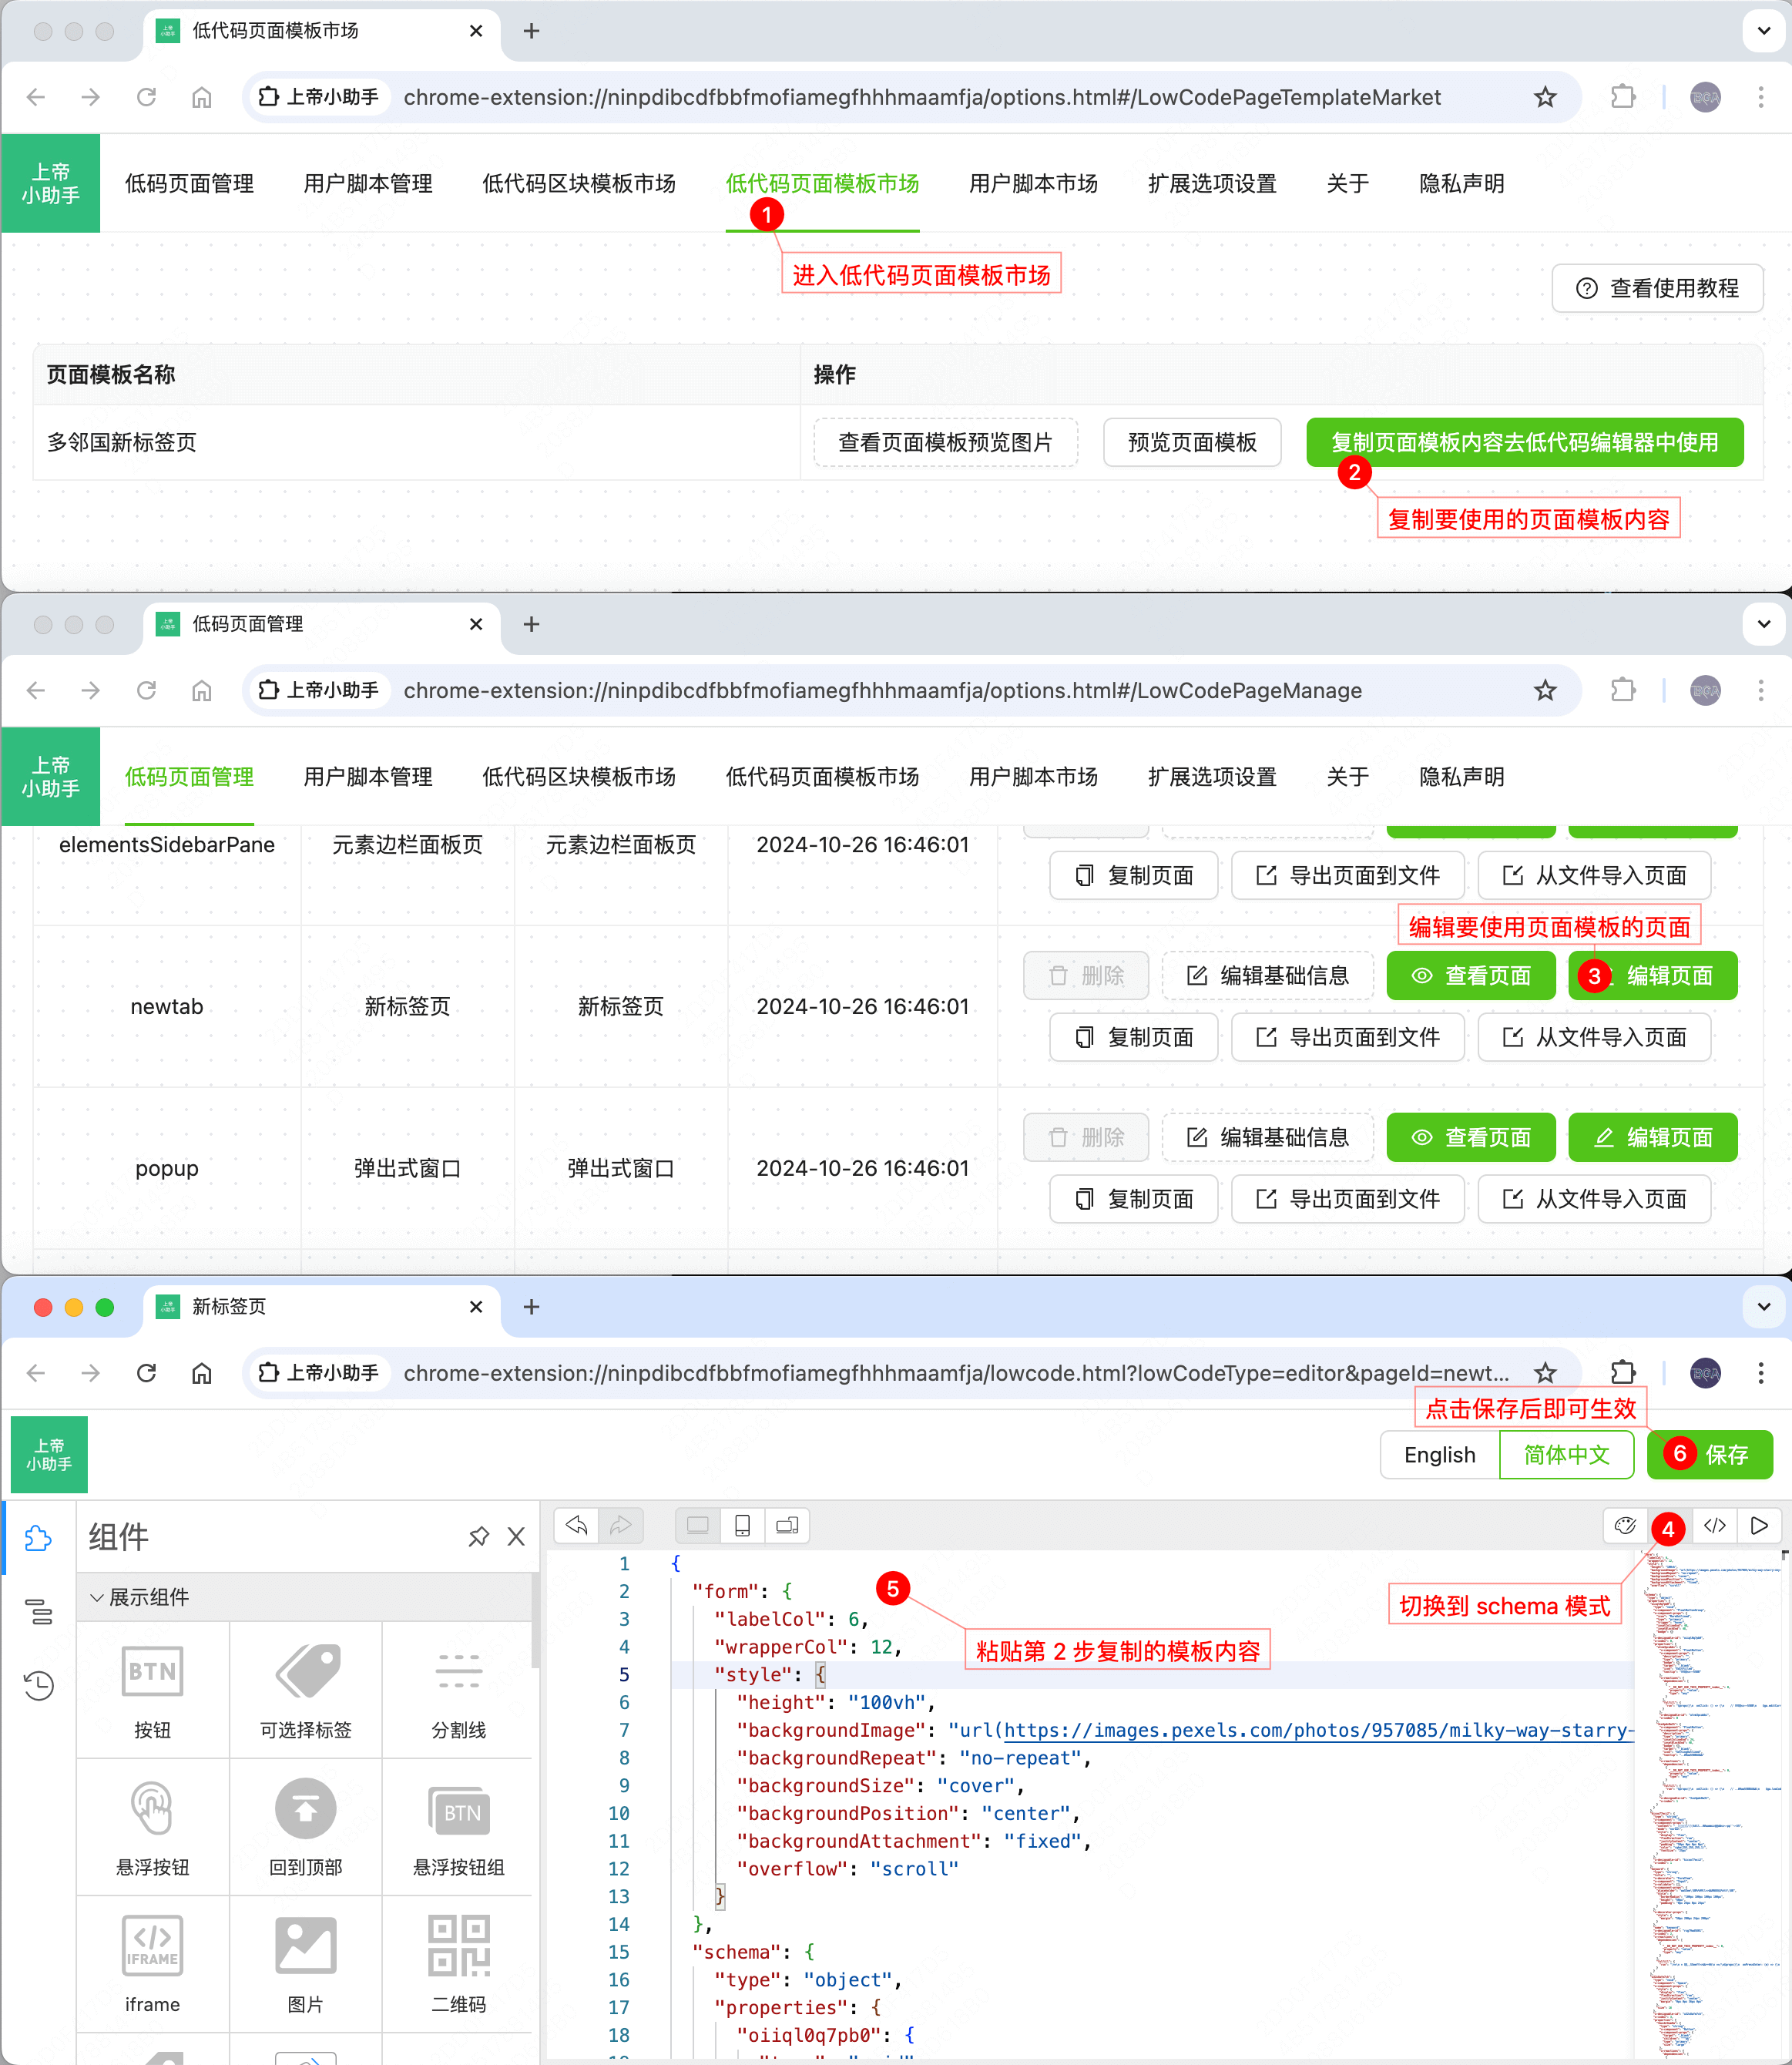 低代码页面模板市场
上帝小助手 chrome-extension://ninpdibcdfbbfmofiamegfhhhmaamfja/options.html#/LowCodePageTemplateMarket
上帝
小助手
低码页面管理 用户脚本管理 低代码区块模板市场 低代码页面模板市场 用户脚本市场 扩展选项设置 关于 隐私声明
1
进入低代码页面模板市场
查看使用教程
页面模板名称 操作
多邻国新标签页 查看页面模板预览图片 预览页面模板 复制页面模板内容去低代码编辑器中使用
2
复制要使用的页面模板内容
低码页面管理
上帝小助手 chrome-extension://ninpdibcdfbbfmofiamegfhhhmaamfja/options.html#/LowCodePageManage
上帝
小助手
低码页面管理 用户脚本管理 低代码区块模板市场 低代码页面模板市场 用户脚本市场 扩展选项设置 关于 隐私声明
elementsSidebarPane 元素边栏面板页 元素边栏面板页 2024-10-26 16:46:01
复制页面 导出页面到文件 从文件导入页面
编辑要使用页面模板的页面
删除 编辑基础信息 查看页面 3 编辑页面
newtab 新标签页 新标签页 2024-10-26 16:46:01
复制页面 导出页面到文件 从文件导入页面
删除 编辑基础信息 查看页面 编辑页面
popup 弹出式窗口 弹出式窗口 2024-10-26 16:46:01
复制页面 导出页面到文件 从文件导入页面
新标签页
上帝小助手 chrome-extension://ninpdibcdfbbfmofiamegfhhhmaamfja/lowcode.html?lowCodeType=editor&pageId=newt...
点击保存后即可生效
上帝
小助手
English 简体中文 6 保存
组件
4
切换到 schema 模式
展示组件
BTN
按钮 可选择标签 分割线
BTN
悬浮按钮 回到顶部 悬浮按钮组
IFRAME
iframe 图片 二维码
5
粘贴第 2 步复制的模板内容
1 {
2 "form": {
3 "labelCol": 6,
4 "wrapperCol": 12,
5 "style": {
6 "height": "100vh",
7 "backgroundImage": "url(https://images.pexels.com/photos/957085/milky-way-starry-
8 "backgroundRepeat": "no-repeat",
9 "backgroundSize": "cover",
10 "backgroundPosition": "center",
11 "backgroundAttachment": "fixed",
12 "overflow": "scroll"
13 }
14 },
15 "schema": {
16 "type": "object",
17 "properties": {
18 "oiiql0q7pb0": {